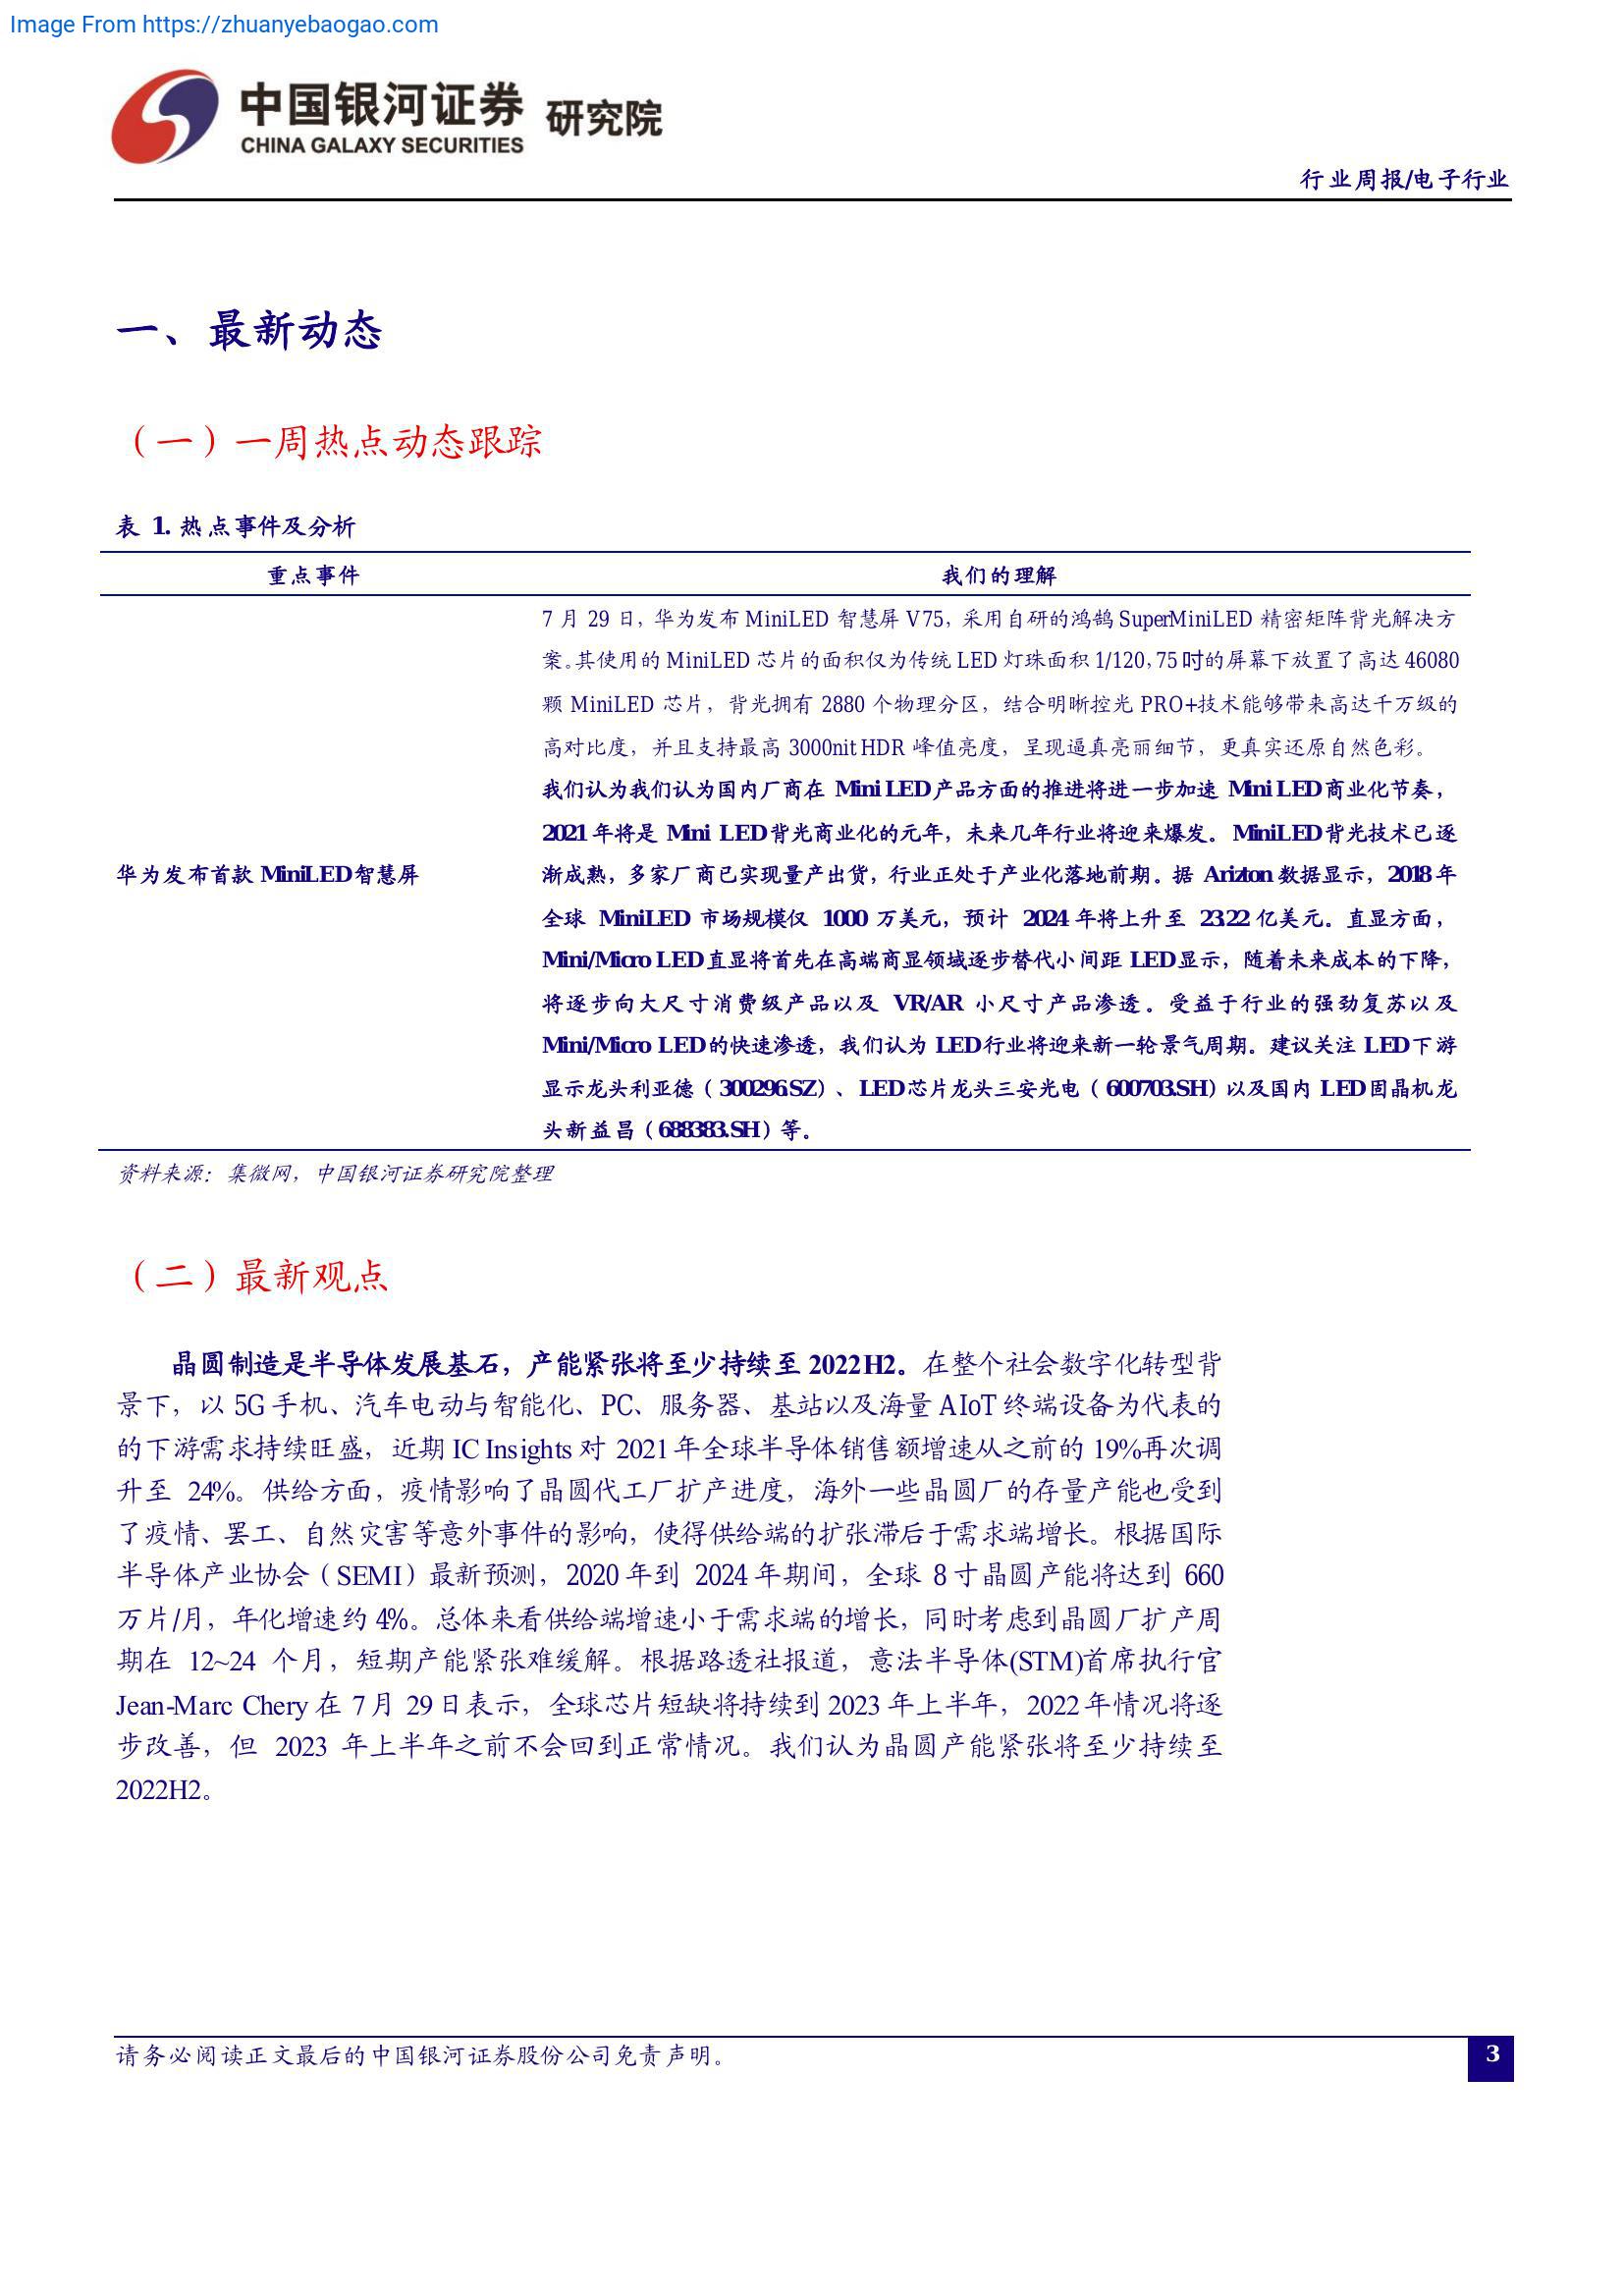 Image From https://zhuanyebaogao.com
中国银河证券 研究院
CHINA GALAXY SECURITIES
行业周报/电子行业
一、最新动态
（一）一周热点动态跟踪
表 1. 热点事件及分析
重点事件 我们的理解
7 月 29 日，华为发布 MiniLED 智慧屏 V75，采用自研的鸿鹄 SuperMiniLED 精密矩阵背光解决方
案。其使用的 MiniLED 芯片的面积仅为传统 LED 灯珠面积 1/120，75 吋的屏幕下放置了高达 46080
颗 MiniLED 芯片，背光拥有 2880 个物理分区，结合明晰控光 PRO+技术能够带来高达千万级的
高对比度，并且支持最高 3000nit HDR 峰值亮度，呈现逼真亮丽细节，更真实还原自然色彩。
我们认为我们认为国内厂商在 Mini LED 产品方面的推进将进一步加速 Mini LED 商业化节奏，
2021 年将是 Mini LED 背光商业化的元年，未来几年行业将迎来爆发。MiniLED 背光技术已逐
华为发布首款 MiniLED 智慧屏
渐成熟，多家厂商已实现量产出货，行业正处于产业化落地前期。据 Arizton 数据显示，2018 年
全球 MiniLED 市场规模仅 1000 万美元，预计 2024 年将上升至 23.22 亿美元。直显方面，
Mini/Micro LED 直显将首先在高端商显领域逐步替代小间距 LED 显示，随着未来成本的下降，
将逐步向大尺寸消费级产品以及 VR/AR 小尺寸产品渗透。受益于行业的强劲复苏以及
Mini/Micro LED 的快速渗透，我们认为 LED 行业将迎来新一轮景气周期。建议关注 LED 下游
显示龙头利亚德（300296.SZ）、LED 芯片龙头三安光电（600703.SH）以及国内 LED 固晶机龙
头新益昌（688383.SH）等。
资料来源：集微网，中国银河证券研究院整理
（二）最新观点
晶圆制造是半导体发展基石，产能紧张将至少持续至 2022H2。在整个社会数字化转型背
景下，以 5G 手机、汽车电动与智能化、PC、服务器、基站以及海量 AIoT 终端设备为代表的
的下游需求持续旺盛，近期 IC Insights 对 2021 年全球半导体销售额增速从之前的 19%再次调
升至 24%。供给方面，疫情影响了晶圆代工厂扩产进度，海外一些晶圆厂的存量产能也受到
了疫情、罢工、自然灾害等意外事件的影响，使得供给端的扩张滞后于需求端增长。根据国际
半导体产业协会（SEMI）最新预测，2020 年到 2024 年期间，全球 8 寸晶圆产能将达到 660
万片/月，年化增速约 4%。总体来看供给端增速小于需求端的增长，同时考虑到晶圆厂扩产周
期在 12~24 个月，短期产能紧张难缓解。根据路透社报道，意法半导体(STM)首席执行官
Jean-Marc Chery 在 7 月 29 日表示，全球芯片短缺将持续到 2023 年上半年，2022 年情况将逐
步改善，但 2023 年上半年之前不会回到正常情况。我们认为晶圆产能紧张将至少持续至
2022H2。
请务必阅读正文最后的中国银河证券股份公司免责声明。
3